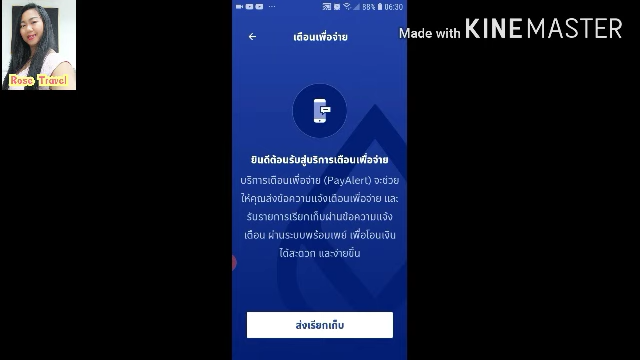 88% 06:30
Made with KINEMASTER
เตือนเพื่อจ่าย
Rose Travel
ยินดีต้อนรับสู่บริการเตือนเพื่อจ่าย
บริการเตือนเพื่อจ่าย (PayAlert) จะช่วย
ให้คุณส่งข้อความแจ้งเตือนเพื่อจ่าย และ
รับรายการเรียกเก็บผ่านข้อความแจ้ง
เตือน ผ่านระบบพร้อมเพย์ เพื่อโอนเงิน
ได้สะดวก และง่ายขึ้น
ส่งเรียกเก็บ